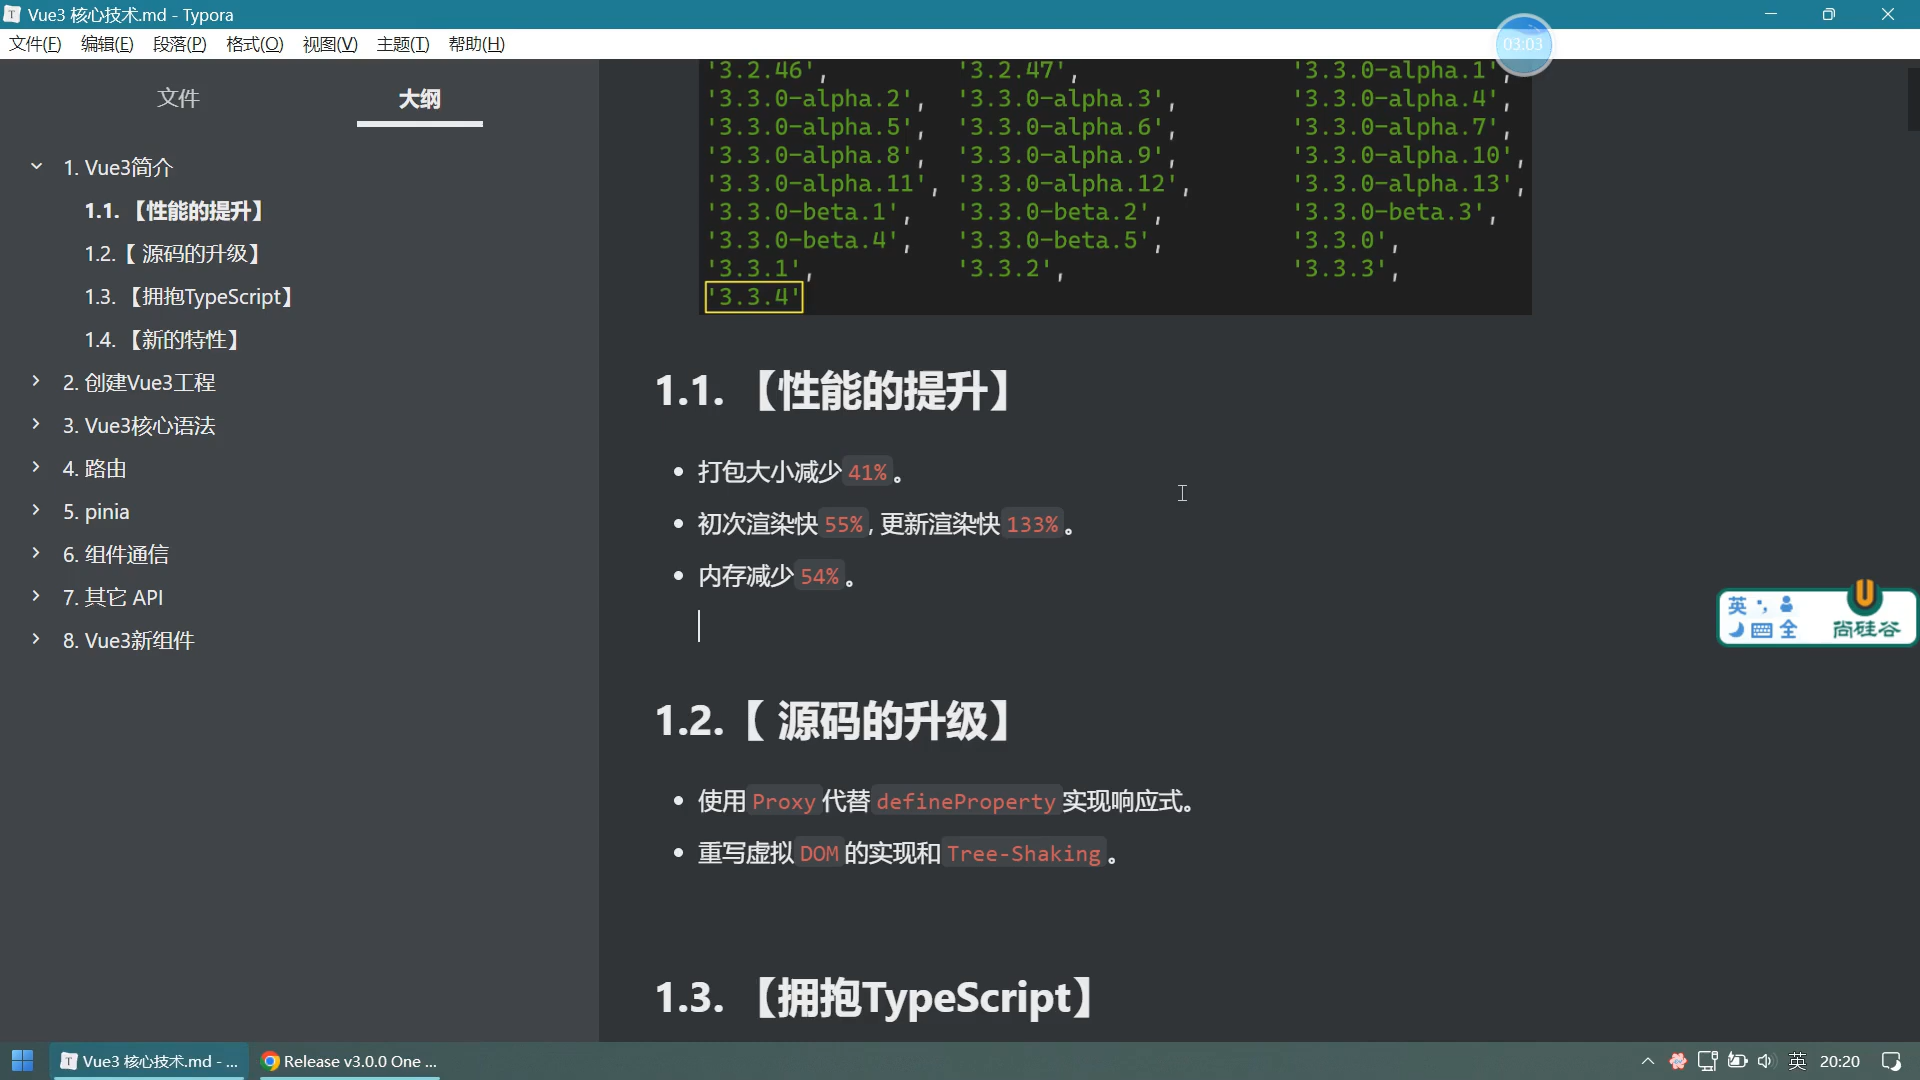 Vue3 核心技术.md - Typora
文件(F) 编辑(E) 段落(P) 格式(O) 视图(V) 主题(T) 帮助(H)
03:03
文件 大纲
1. Vue3简介
1.1. 【性能的提升】
1.2.【 源码的升级】
1.3. 【拥抱TypeScript】
1.4. 【新的特性】
2. 创建Vue3工程
3. Vue3核心语法
4. 路由
5. pinia
6. 组件通信
7. 其它 API
8. Vue3新组件
'3.2.46', '3.2.47', '3.3.0-alpha.1',
'3.3.0-alpha.2', '3.3.0-alpha.3', '3.3.0-alpha.4',
'3.3.0-alpha.5', '3.3.0-alpha.6', '3.3.0-alpha.7',
'3.3.0-alpha.8', '3.3.0-alpha.9', '3.3.0-alpha.10',
'3.3.0-alpha.11', '3.3.0-alpha.12', '3.3.0-alpha.13',
'3.3.0-beta.1', '3.3.0-beta.2', '3.3.0-beta.3',
'3.3.0-beta.4', '3.3.0-beta.5', '3.3.0',
'3.3.1', '3.3.2', '3.3.3',
'3.3.4'
1.1. 【性能的提升】
打包大小减少 41% 。
初次渲染快 55% , 更新渲染快 133% 。
内存减少 54% 。
1.2.【 源码的升级】
使用 Proxy 代替 defineProperty 实现响应式。
重写虚拟 DOM 的实现和 Tree-Shaking 。
1.3. 【拥抱TypeScript】
英 全 尚硅谷
Vue3 核心技术.md - ... Release v3.0.0 One ... 英 20:20